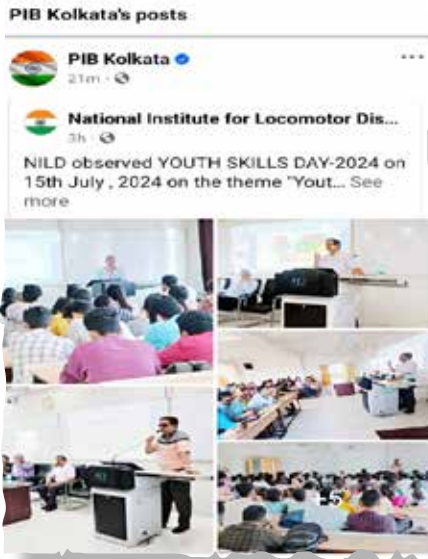 PIB Kolkata's posts
PIB Kolkata
21m
National Institute for Locomotor Dis...
3h
NILD observed YOUTH SKILLS DAY-2024 on
15th July , 2024 on the theme "Yout... See
more
+5